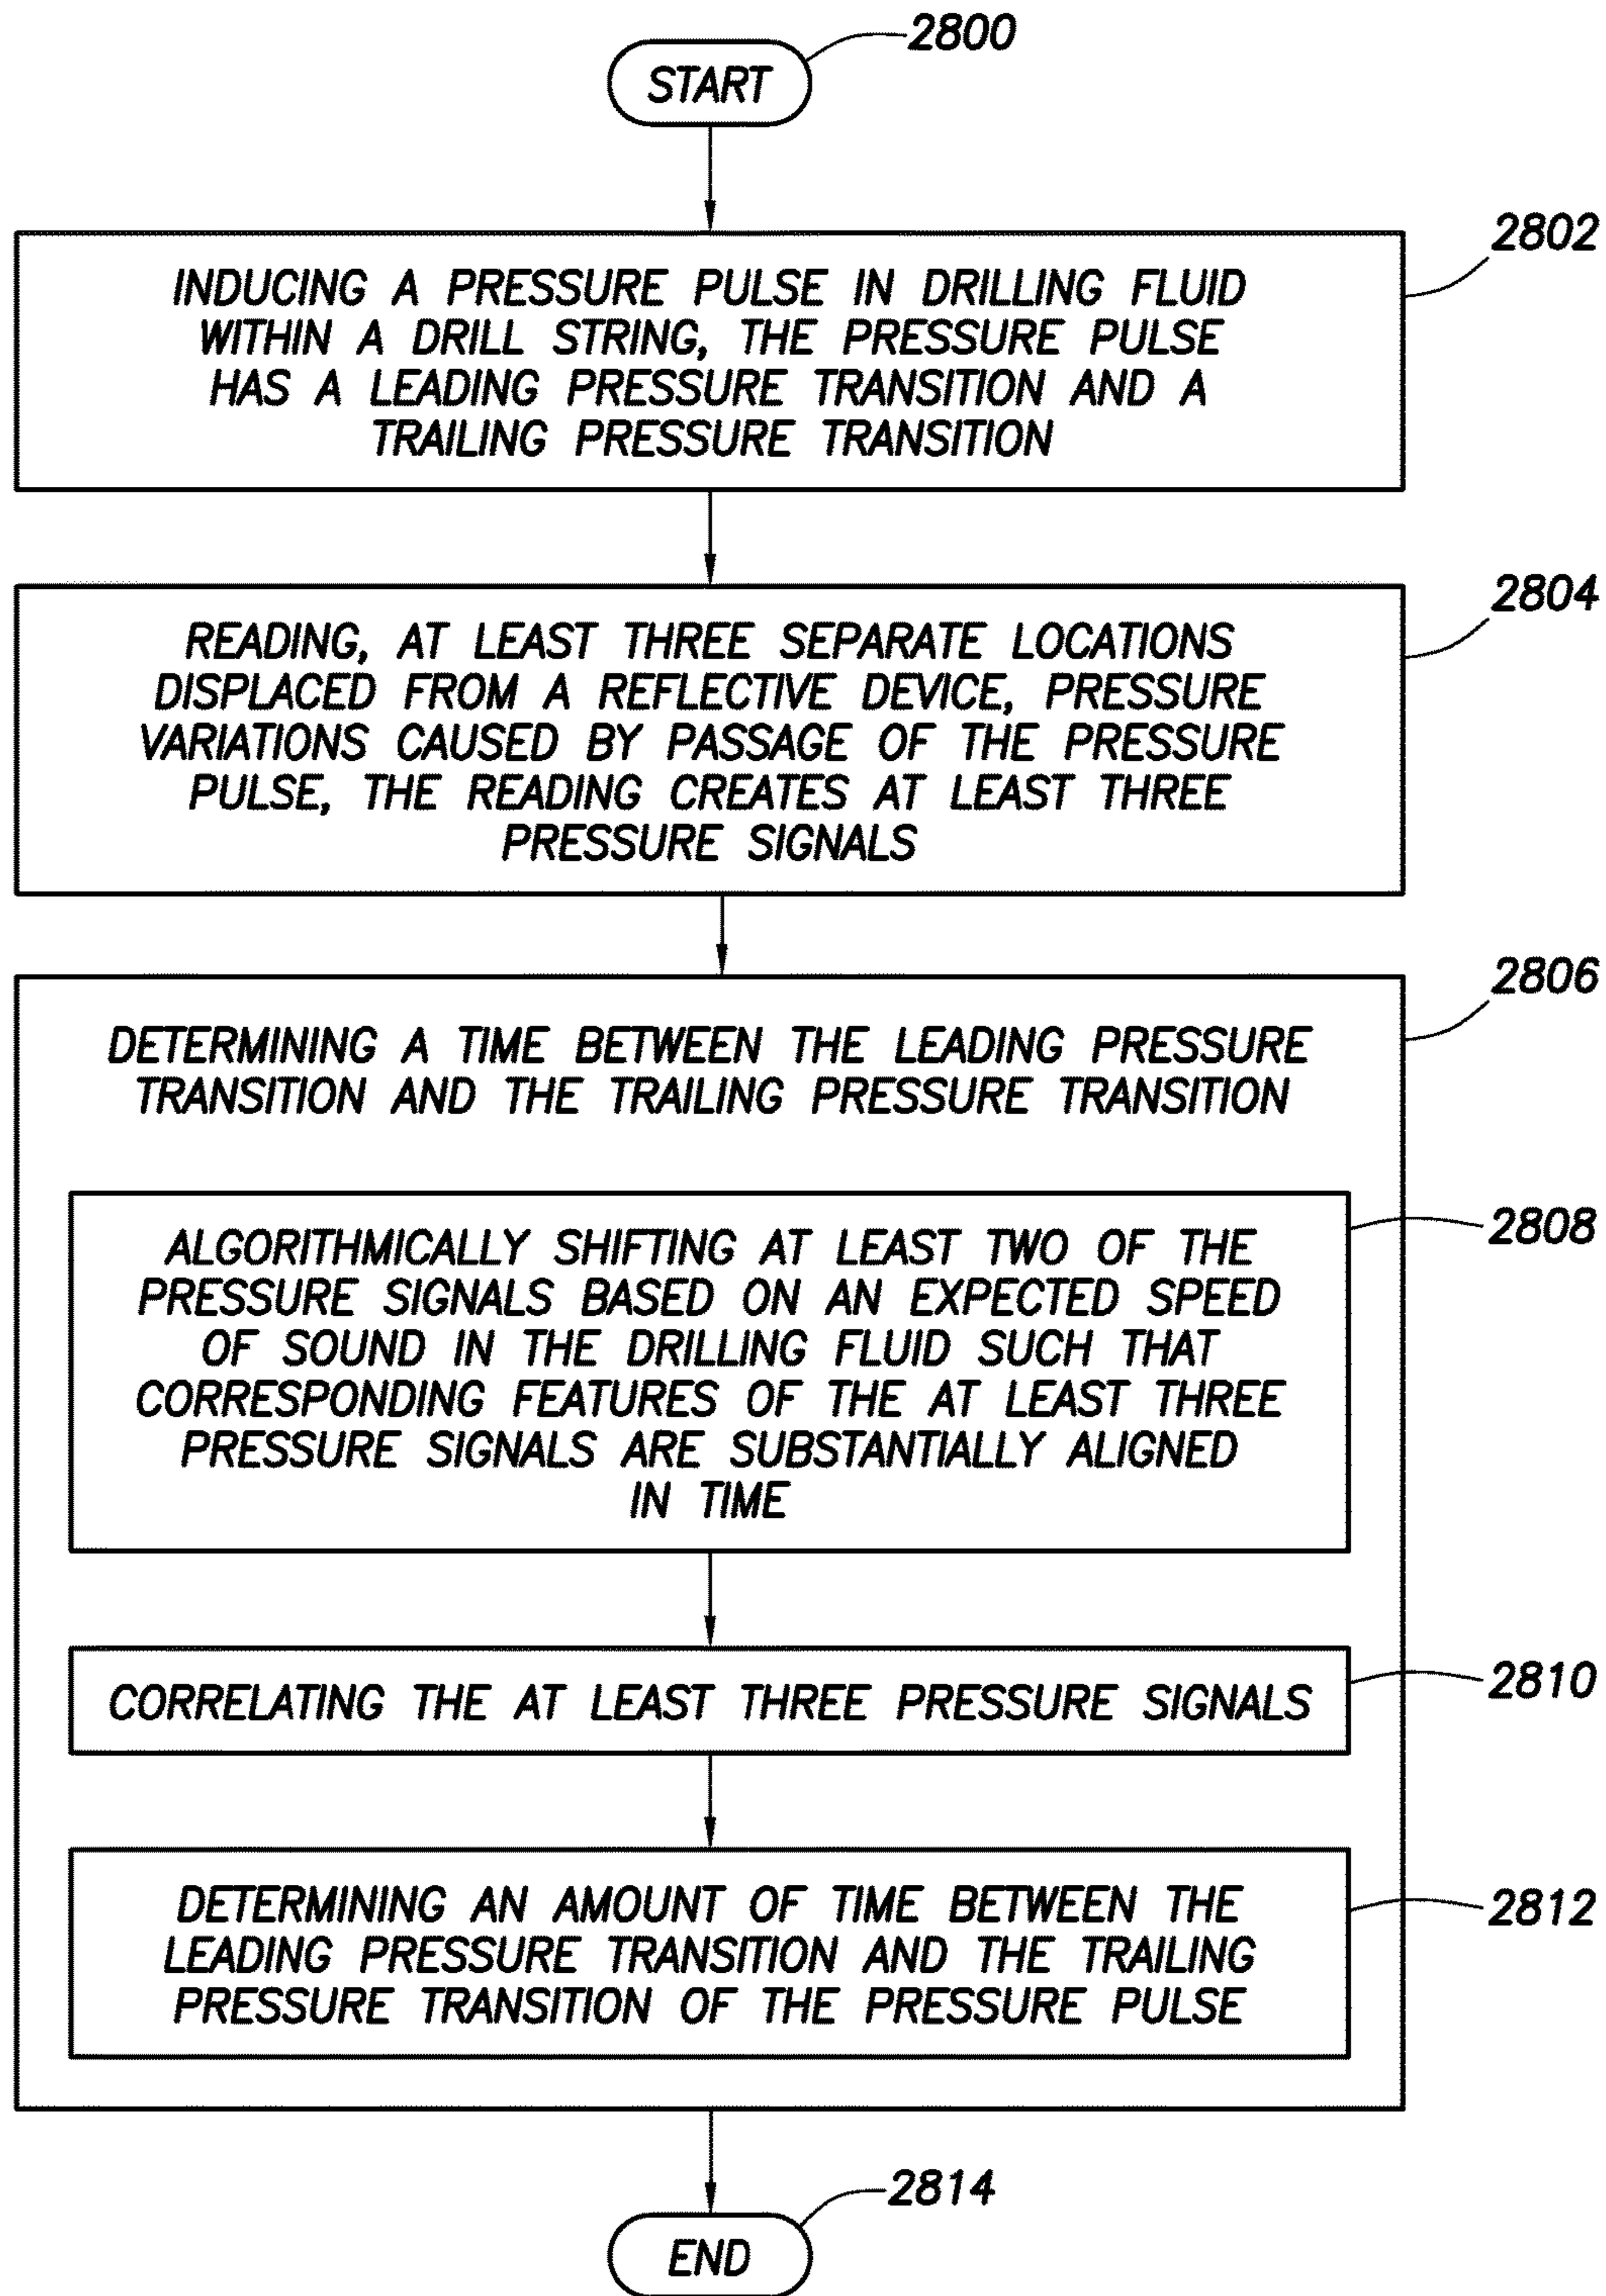 2800
START
2802
INDUCING A PRESSURE PULSE IN DRILLING FLUID
WITHIN A DRILL STRING, THE PRESSURE PULSE
HAS A LEADING PRESSURE TRANSITION AND A
TRAILING PRESSURE TRANSITION
2804
READING, AT LEAST THREE SEPARATE LOCATIONS
DISPLACED FROM A REFLECTIVE DEVICE, PRESSURE
VARIATIONS CAUSED BY PASSAGE OF THE PRESSURE
PULSE, THE READING CREATES AT LEAST THREE
PRESSURE SIGNALS
2806
DETERMINING A TIME BETWEEN THE LEADING PRESSURE
TRANSITION AND THE TRAILING PRESSURE TRANSITION
2808
ALGORITHMICALLY SHIFTING AT LEAST TWO OF THE
PRESSURE SIGNALS BASED ON AN EXPECTED SPEED
OF SOUND IN THE DRILLING FLUID SUCH THAT
CORRESPONDING FEATURES OF THE AT LEAST THREE
PRESSURE SIGNALS ARE SUBSTANTIALLY ALIGNED
IN TIME
2810
CORRELATING THE AT LEAST THREE PRESSURE SIGNALS
2812
DETERMINING AN AMOUNT OF TIME BETWEEN THE
LEADING PRESSURE TRANSITION AND THE TRAILING
PRESSURE TRANSITION OF THE PRESSURE PULSE
2814
END